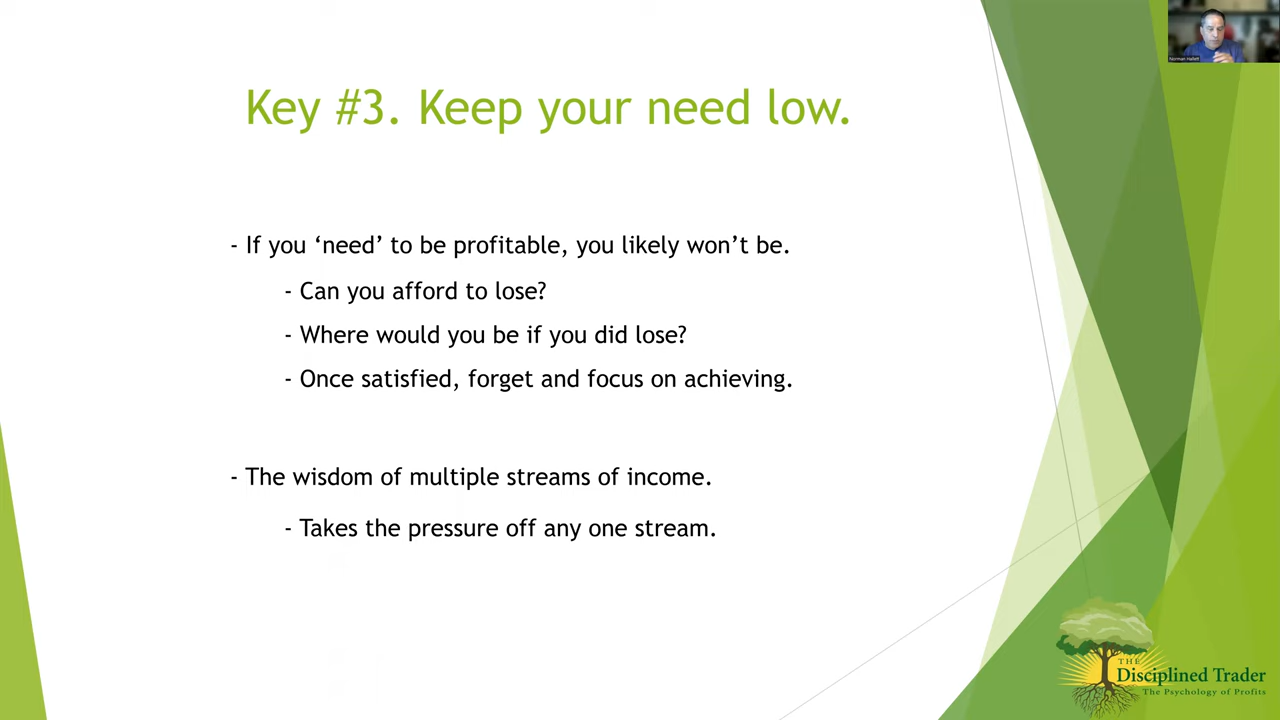 Norman Hallett
Key #3. Keep your need low.
- If you ‘need’ to be profitable, you likely won’t be.
- Can you afford to lose?
- Where would you be if you did lose?
- Once satisfied, forget and focus on achieving.
- The wisdom of multiple streams of income.
- Takes the pressure off any one stream.
THE
Disciplined Trader
The Psychology of Profits